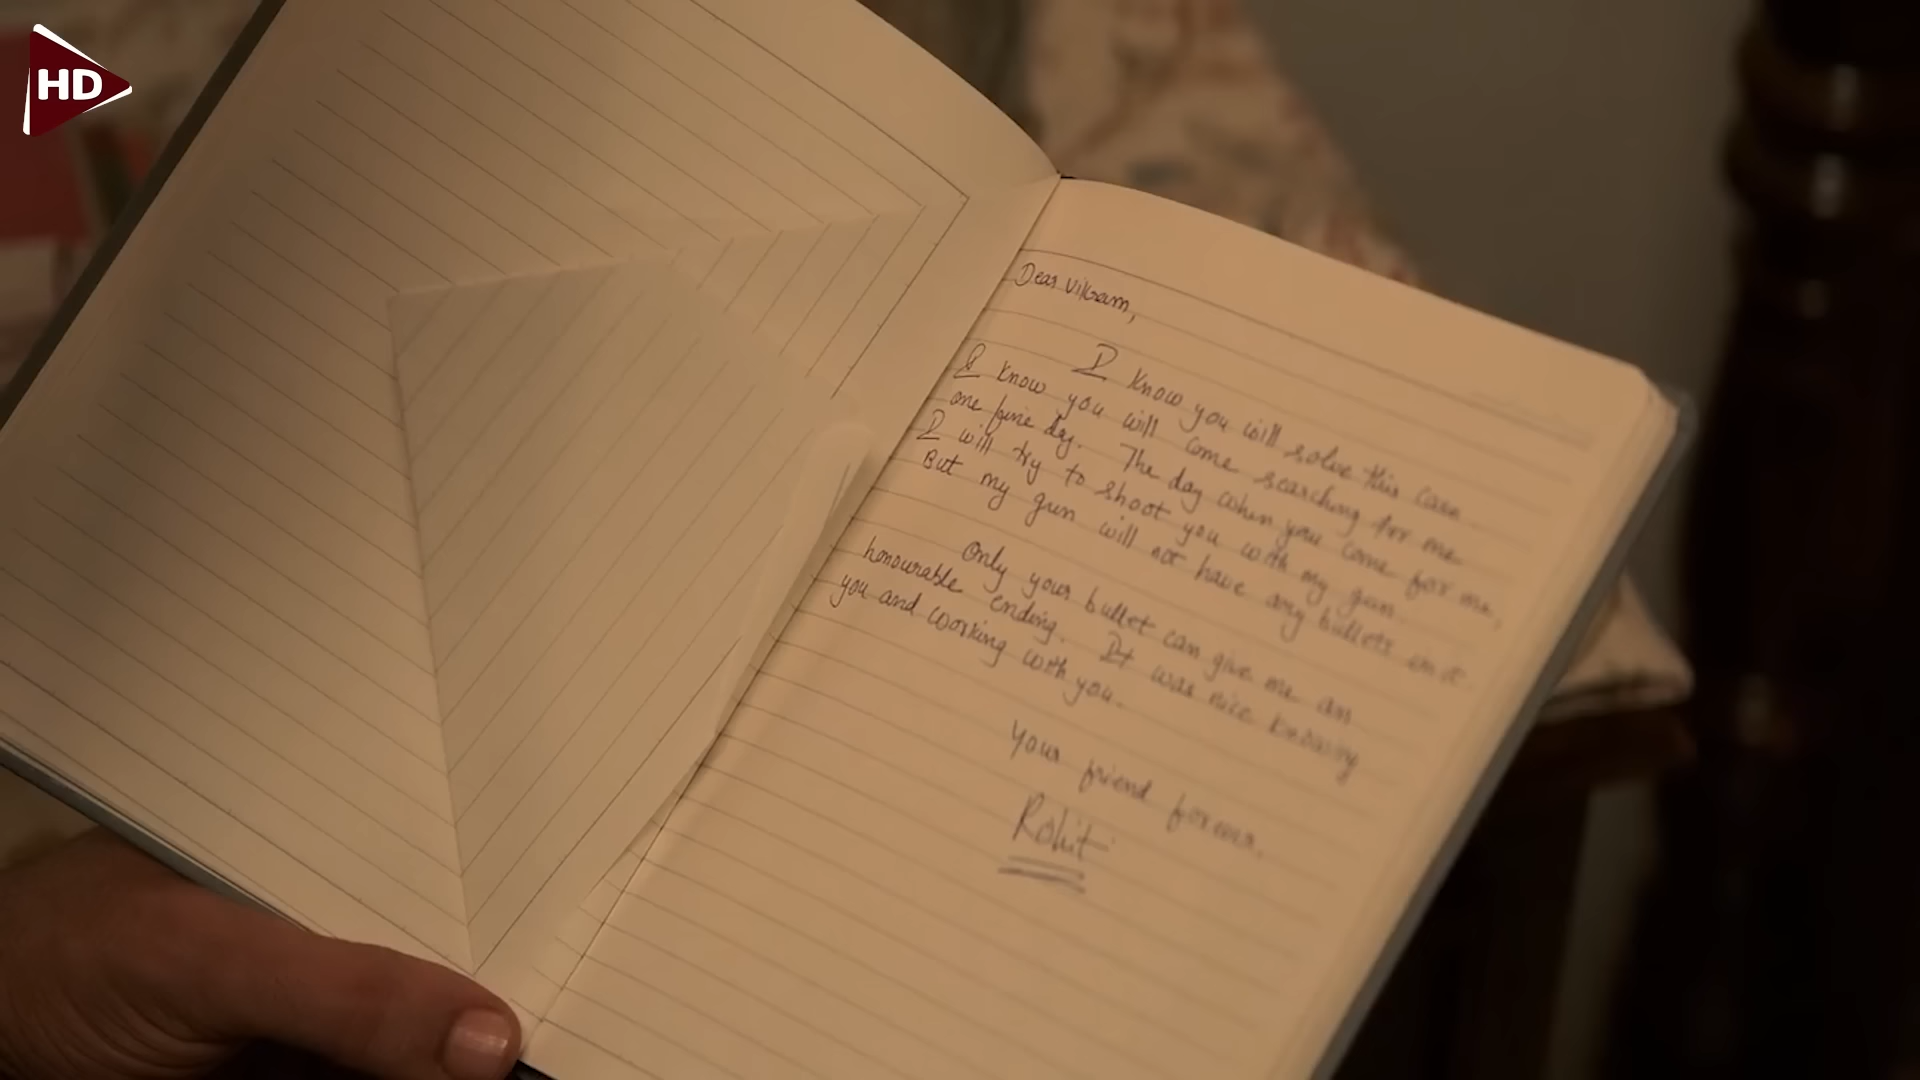 HD
Dear Vikram,
I know you will solve this case
I know you will come searching for me
one fine day. The day when you come for me,
I will try to shoot you with my gun.
But my gun will not have any bullets in it.
Only your bullet can give me an
honourable ending. It was nice knowing
you and working with you.
Your friend forever.
Rohit